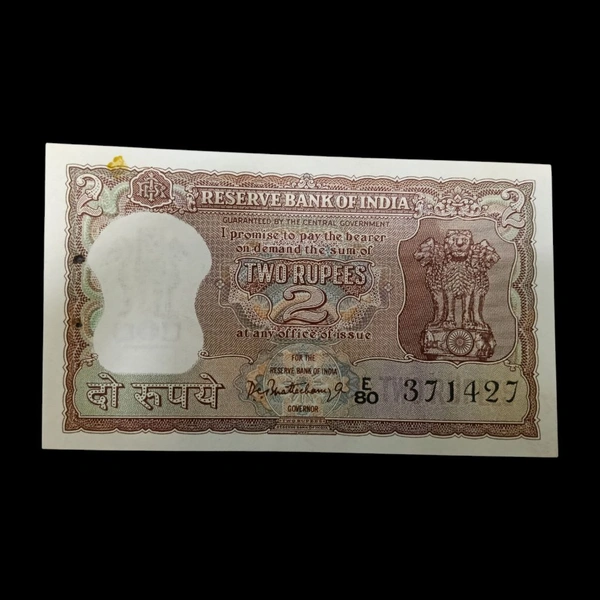 2 RESERVE BANK OF INDIA 2
GUARANTEED BY THE CENTRAL GOVERNMENT
I promise to pay the bearer
on demand the sum of
TWO RUPEES
2
at any office of issue
FOR THE
RESERVE BANK OF INDIA
GOVERNOR
दो रुपये
E
80 371427